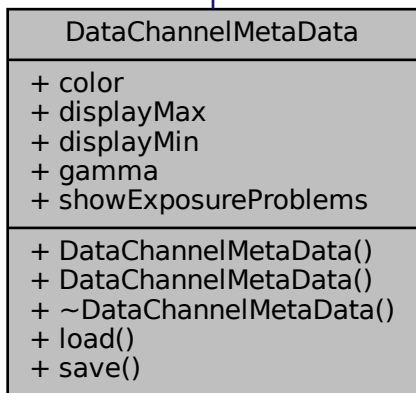 DataChannelMetaData
+ color
+ displayMax
+ displayMin
+ gamma
+ showExposureProblems
+ DataChannelMetaData()
+ DataChannelMetaData()
+ ~DataChannelMetaData()
+ load()
+ save()